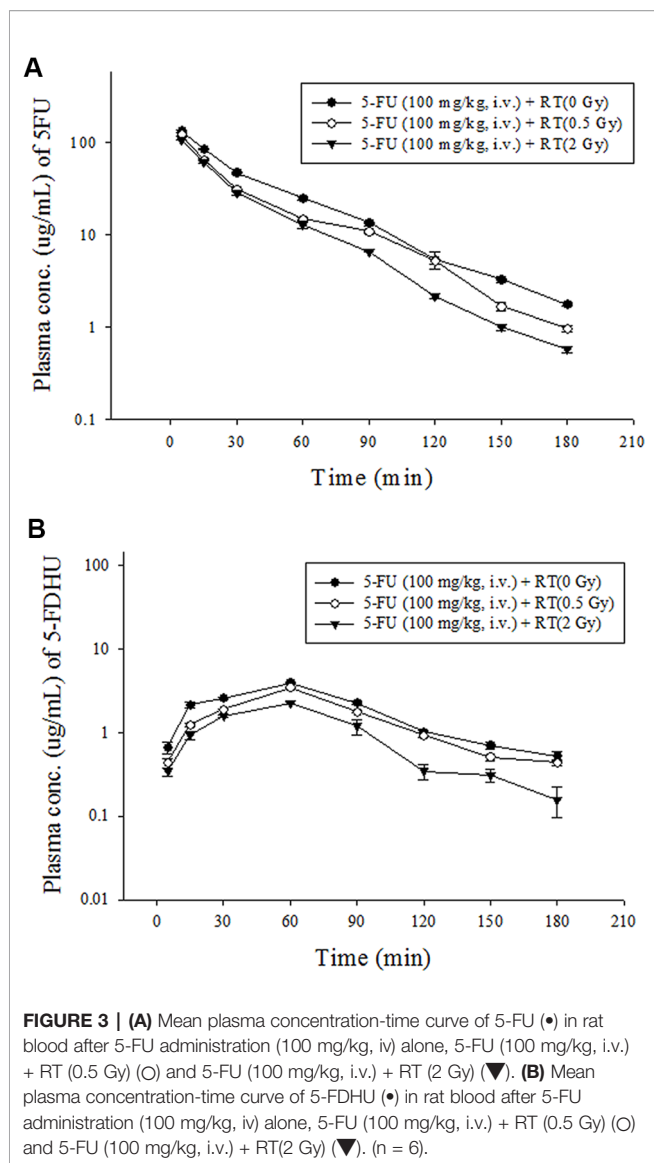 A
Plasma conc. (ug/mL) of 5FU
100
10
1
0.1
5-FU (100 mg/kg, i.v.) + RT(0 Gy)
5-FU (100 mg/kg, i.v.) + RT(0.5 Gy)
5-FU (100 mg/kg, i.v.) + RT(2 Gy)
0 30 60 90 120 150 180 210
Time (min)
B
Plasma conc. (ug/mL) of 5-FDHU
100
10
1
0.1
0.01
5-FU (100 mg/kg, i.v.) + RT(0 Gy)
5-FU (100 mg/kg, i.v.) + RT(0.5 Gy)
5-FU (100 mg/kg, i.v.) + RT(2 Gy)
0 30 60 90 120 150 180 210
Time (min)
FIGURE 3 | (A) Mean plasma concentration-time curve of 5-FU (•) in rat
blood after 5-FU administration (100 mg/kg, iv) alone, 5-FU (100 mg/kg, i.v.)
+ RT (0.5 Gy) (○) and 5-FU (100 mg/kg, i.v.) + RT (2 Gy) (▼). (B) Mean
plasma concentration-time curve of 5-FDHU (•) in rat blood after 5-FU
administration (100 mg/kg, iv) alone, 5-FU (100 mg/kg, i.v.) + RT (0.5 Gy) (○)
and 5-FU (100 mg/kg, i.v.) + RT(2 Gy) (▼). (n = 6).